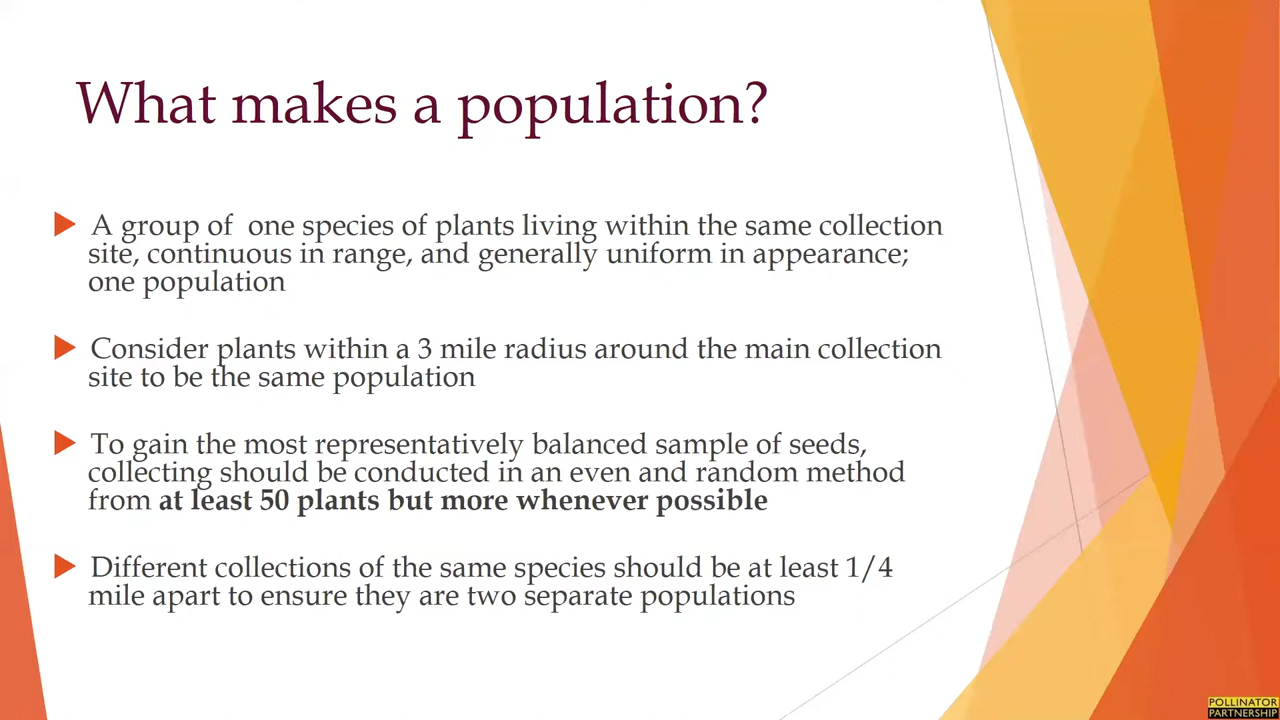 What makes a population?
A group of  one species of plants living within the same collection
site, continuous in range, and generally uniform in appearance;
one population
Consider plants within a 3 mile radius around the main collection
site to be the same population
To gain the most representatively balanced sample of seeds,
collecting should be conducted in an even and random method
from at least 50 plants but more whenever possible
Different collections of the same species should be at least 1/4
mile apart to ensure they are two separate populations
POLLINATOR
PARTNERSHIP